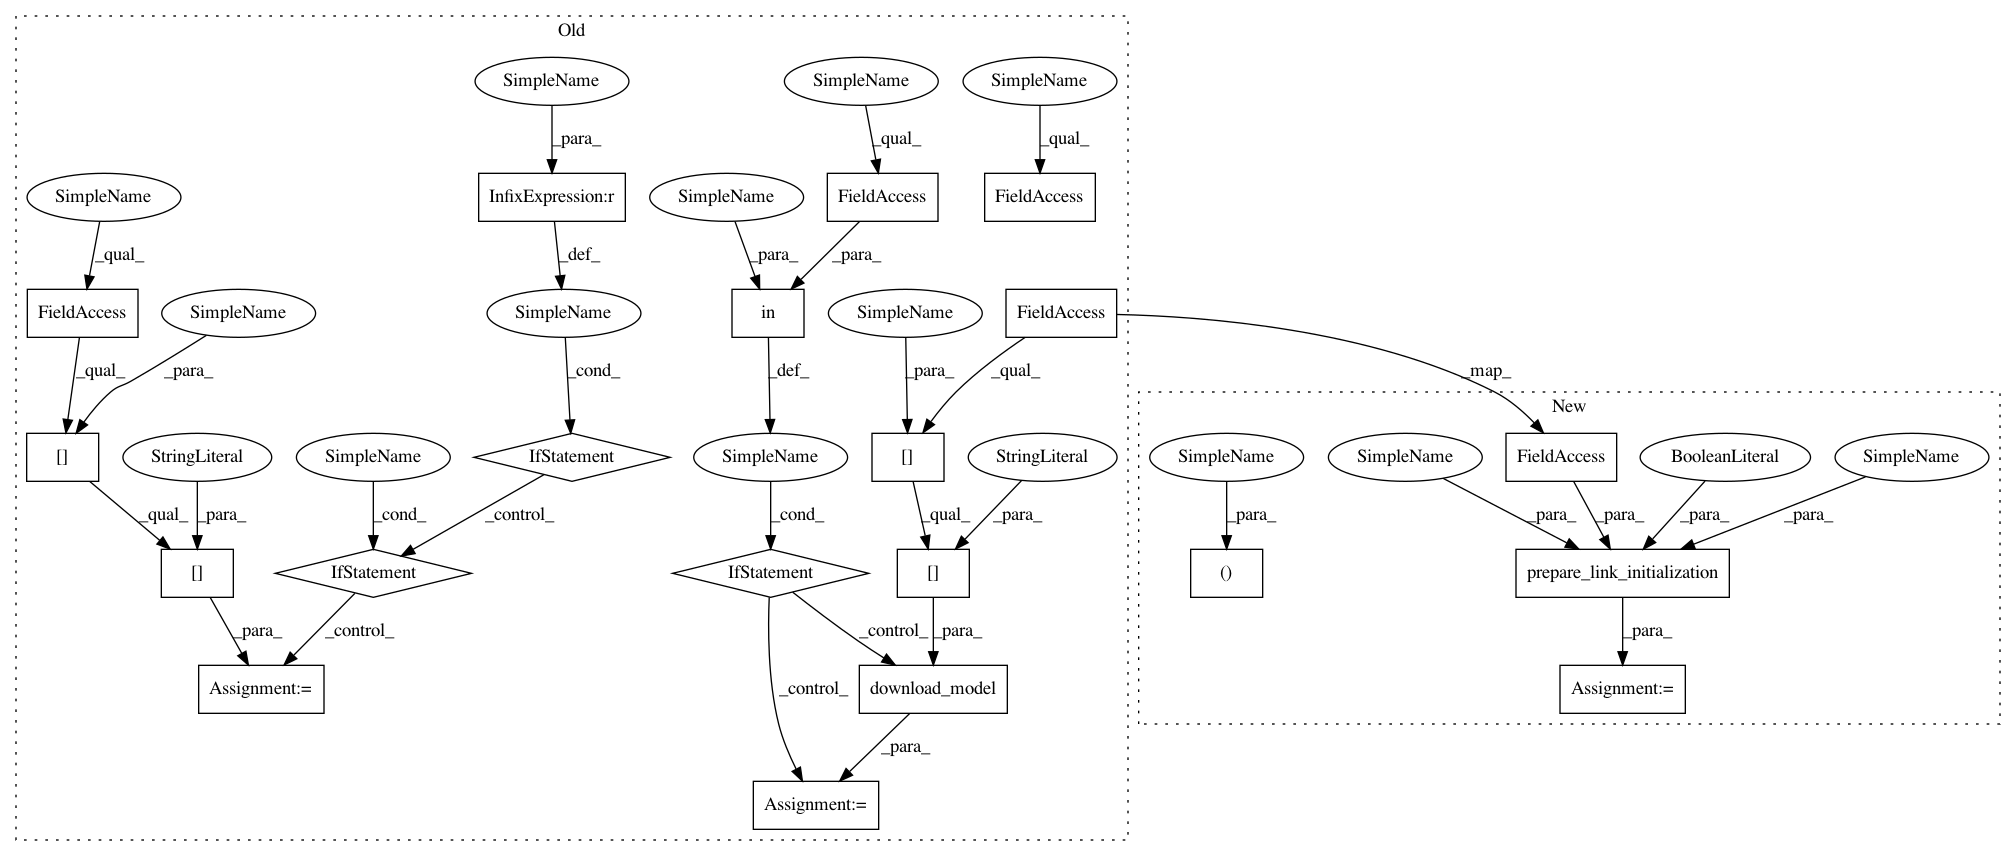 Old
SimpleName
SimpleName
SimpleName
_para_
_qual_
_qual_
SimpleName
InfixExpression:r
SimpleName
FieldAccess
FieldAccess
_qual_
_def_
_para_
_para_
FieldAccess
SimpleName
SimpleName
in
SimpleName
FieldAccess
_qual_
_para_
_cond_
_def_
_para_
_qual_
_map_
New
[]
StringLiteral
SimpleName
IfStatement
SimpleName
[]
StringLiteral
SimpleName
SimpleName
FieldAccess
BooleanLiteral
SimpleName
_qual_
_para_
_cond_
_control_
_cond_
_qual_
_para_
_para_
_para_
_para_
_para_
_para_
[]
IfStatement
IfStatement
[]
()
prepare_link_initialization
_para_
_control_
_control_
_para_
_para_
Assignment:=
_control_
download_model
Assignment:=
_para_
Assignment:=